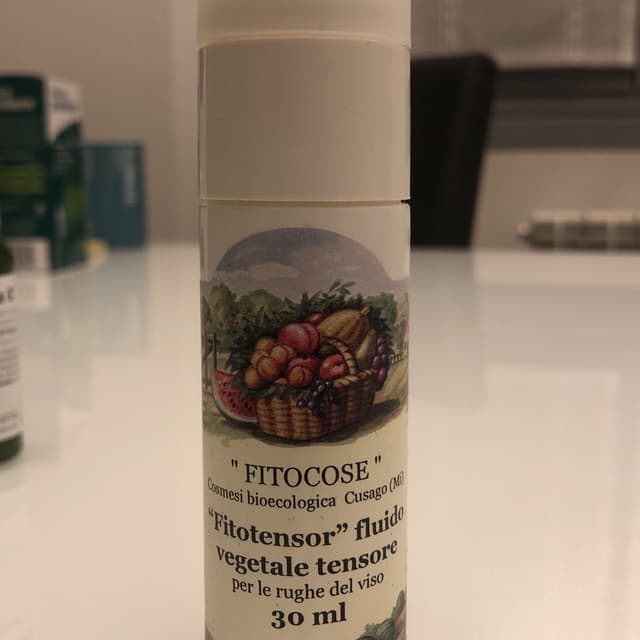 " FITOCOSE "
Cosmesi bioecologica Cusago (Mi)
"Fitotensor" fluido
vegetale tensore
per le rughe del viso
30 ml